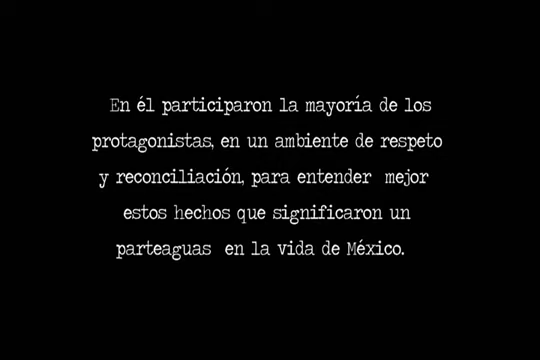 En él participaron la mayoría de los
protagonistas, en un ambiente de respeto
y reconciliación, para entender mejor
estos hechos que significaron un
parteaguas en la vida de México.